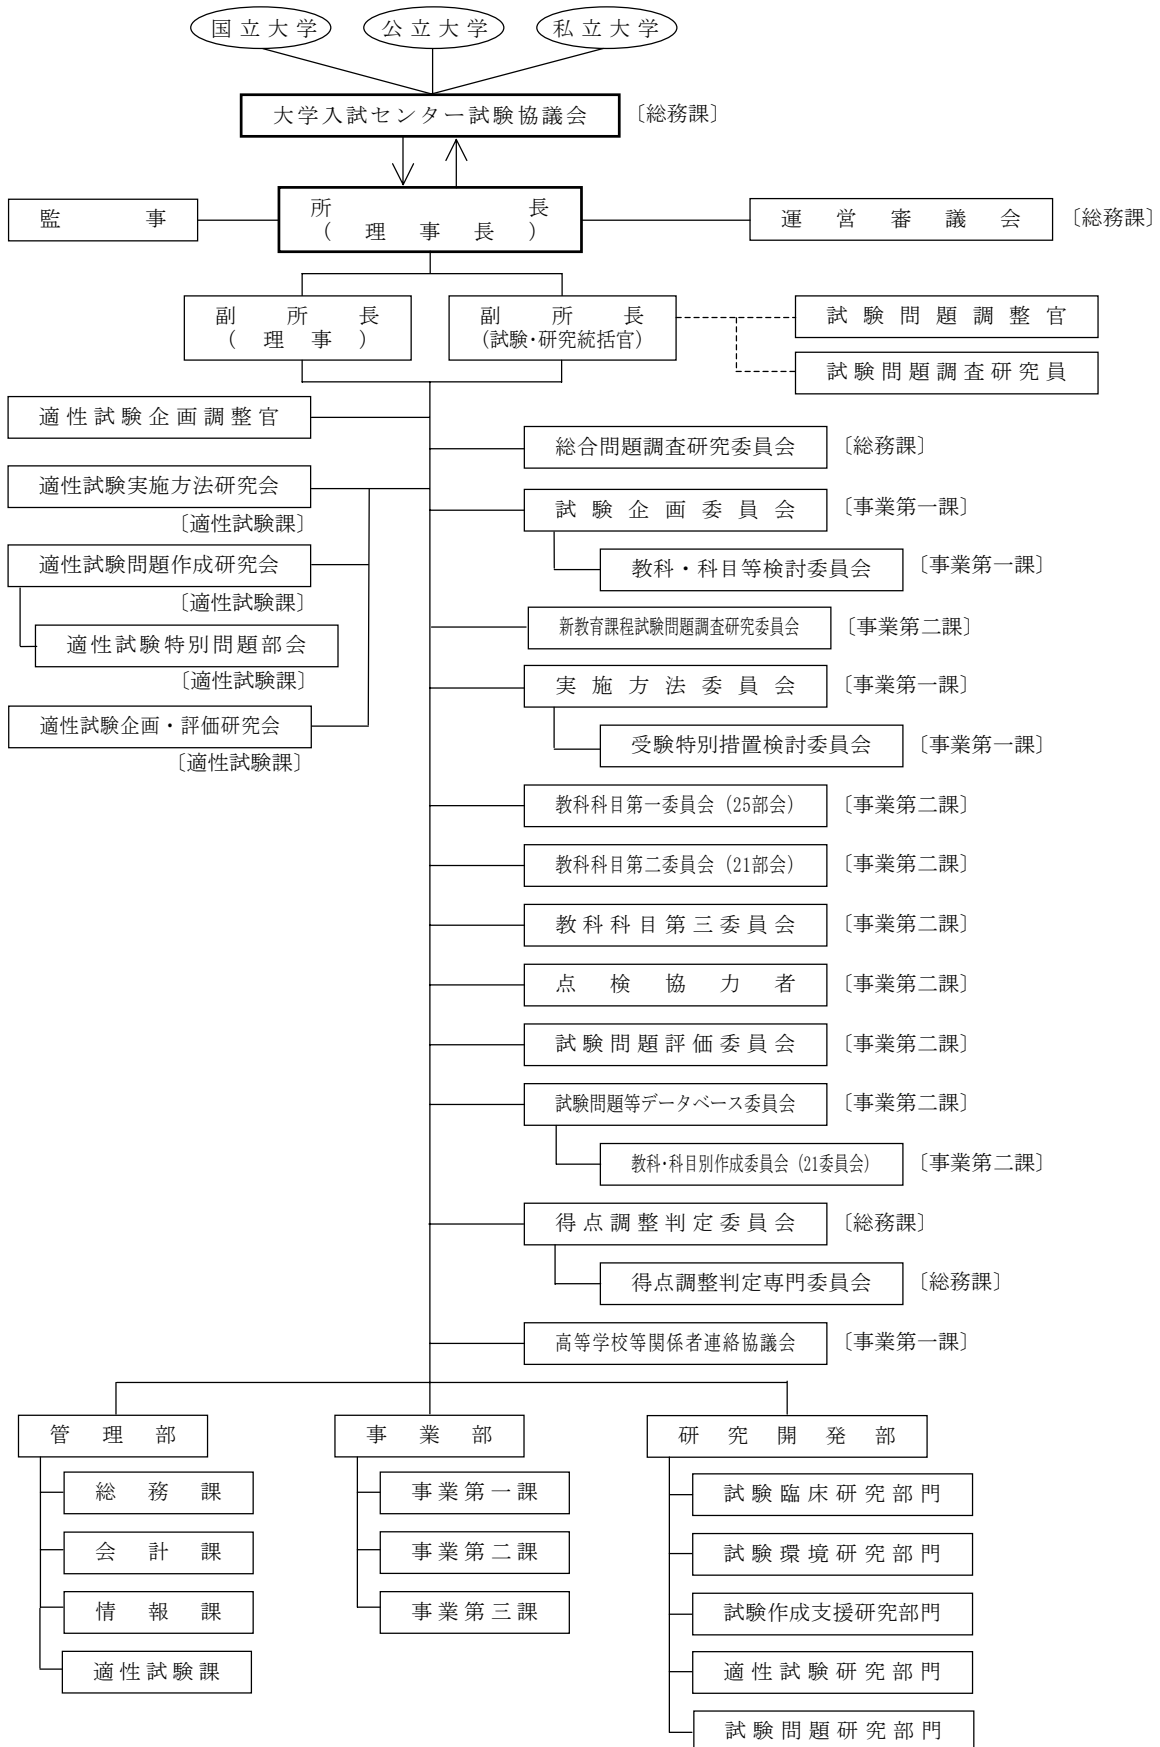 国立大学
公立大学
私立大学
大学入試センター試験協議会
〔総務課〕
監事
所長
(理事長)
運営審議会
〔総務課〕
副所長
(理事)
副所長
(試験・研究統括官)
試験問題調整官
試験問題調査研究員
適性試験企画調整官
適性試験実施方法研究会
〔適性試験課〕
適性試験問題作成研究会
〔適性試験課〕
適性試験特別問題部会
〔適性試験課〕
適性試験企画・評価研究会
〔適性試験課〕
総合問題調査研究委員会
〔総務課〕
試験企画委員会
〔事業第一課〕
教科・科目等検討委員会
〔事業第一課〕
新教育課程試験問題調査研究委員会
〔事業第二課〕
実施方法委員会
〔事業第一課〕
受験特別措置検討委員会
〔事業第一課〕
教科科目第一委員会(25部会)
〔事業第二課〕
教科科目第二委員会(21部会)
〔事業第二課〕
教科科目第三委員会
〔事業第二課〕
点検協力者
〔事業第二課〕
試験問題評価委員会
〔事業第二課〕
試験問題等データベース委員会
〔事業第二課〕
教科・科目別作成委員会(21委員会)
〔事業第二課〕
得点調整判定委員会
〔総務課〕
得点調整判定専門委員会
〔総務課〕
高等学校等関係者連絡協議会
〔事業第一課〕
管理部
総務課
会計課
情報課
適性試験課
事業部
事業第一課
事業第二課
事業第三課
研究開発部
試験臨床研究部門
試験環境研究部門
試験作成支援研究部門
適性試験研究部門
試験問題研究部門